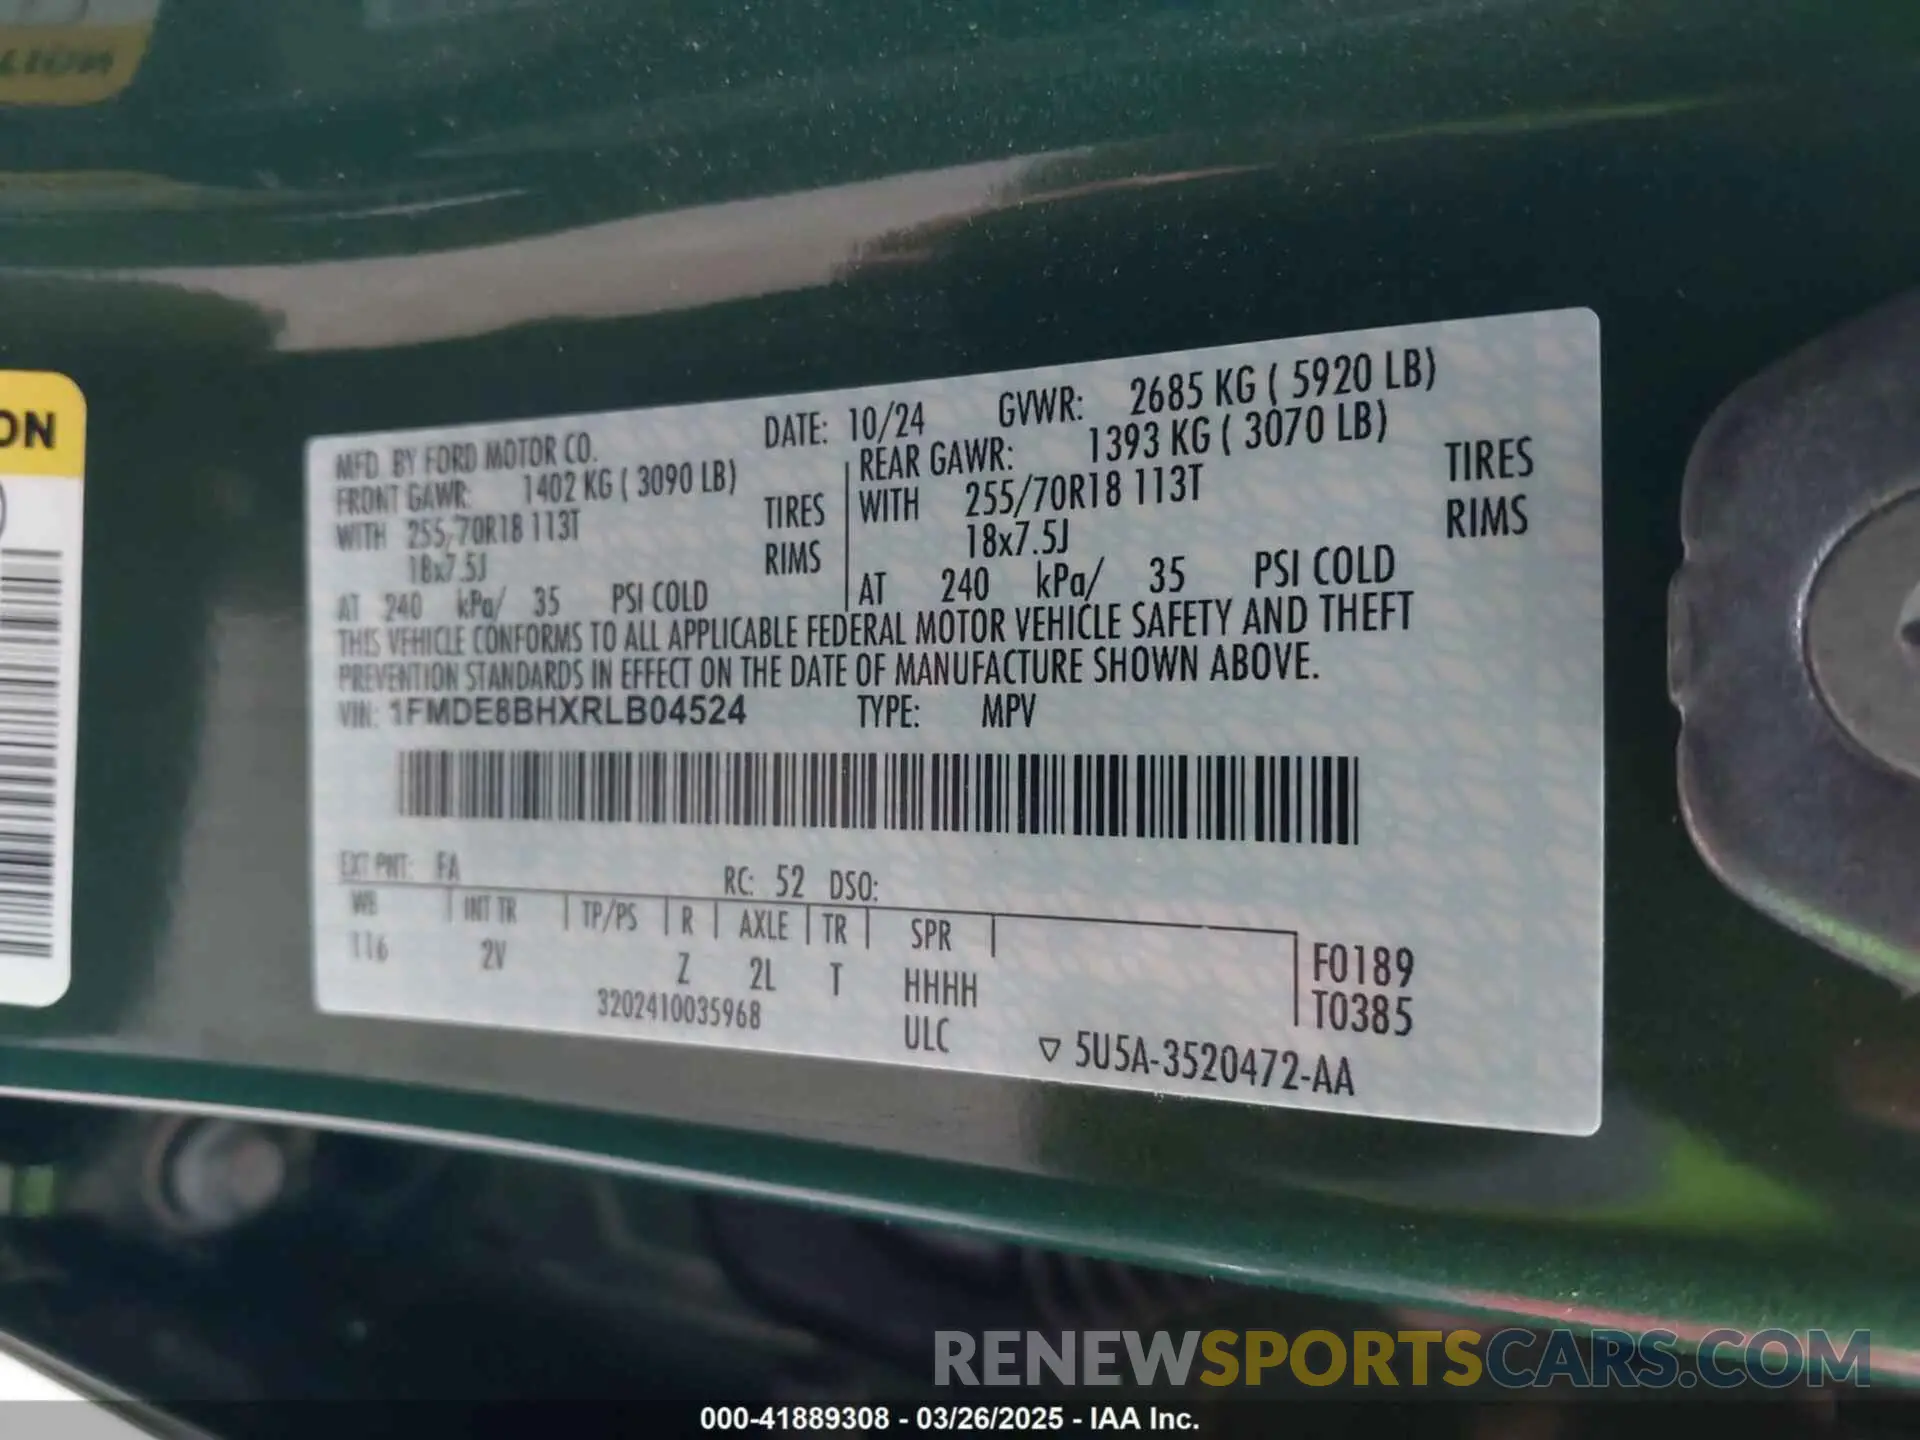 LION
ON
MFD. BY FORD MOTOR CO.
DATE: 10/24 GVWR: 2685 KG ( 5920 LB)
FRONT GAWR: 1402 KG ( 3090 LB)
WITH 255/70R18 113T TIRES
18x7.5J RIMS
AT 240 kPa/ 35 PSI COLD
REAR GAWR: 1393 KG ( 3070 LB)
WITH 255/70R18 113T TIRES
18x7.5J RIMS
AT 240 kPa/ 35 PSI COLD
THIS VEHICLE CONFORMS TO ALL APPLICABLE FEDERAL MOTOR VEHICLE SAFETY AND THEFT
PREVENTION STANDARDS IN EFFECT ON THE DATE OF MANUFACTURE SHOWN ABOVE.
VIN: 1FMDE8BHXRLB04524 TYPE: MPV
EXT PNT: FA RC: 52 DSO:
WB INT TR TP/PS R AXLE TR SPR
116 2V Z 2L T HHHH
F0189
T0385
3202410035968 ULC
▽ 5U5A-3520472-AA
RENEWSPORTSCARS.COM
000-41889308 - 03/26/2025 - IAA Inc.